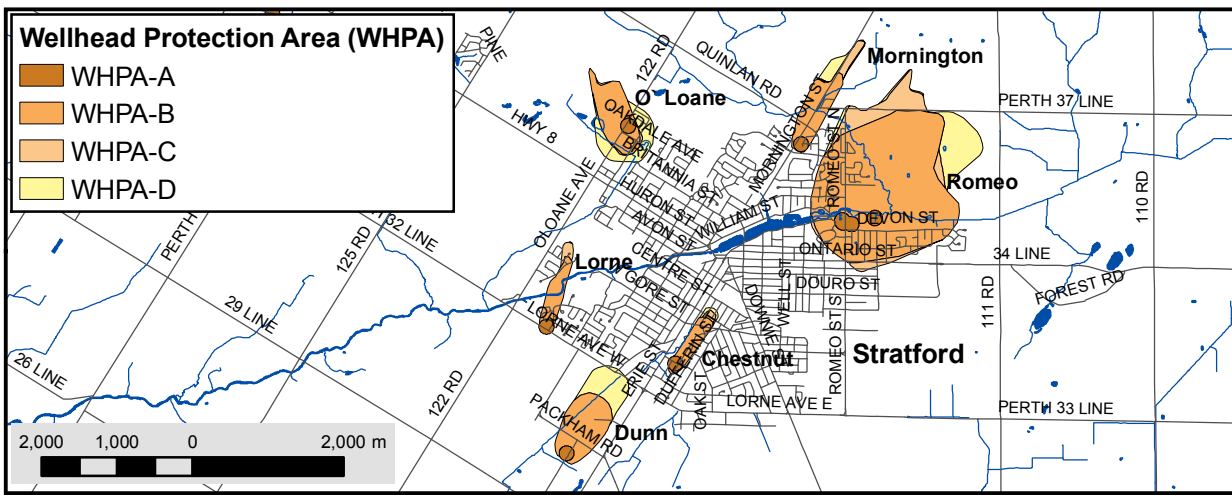 Wellhead Protection Area (WHPA)
WHPA-A
WHPA-B
WHPA-C
WHPA-D
PINE
122 RD
QUINLAN RD
Mornington
O`Loane
HWY 8
OAKDALE AVE
MORNINGTON ST
ROMEO ST N
PERTH 37 LINE
BRITANNIA ST
HURON ST
Romeo
110 RD
PERTH
125 RD
32 LINE
OLOANE AVE
AVON ST
WILLIAM ST
DEVON ST
CENTRE ST
ONTARIO ST
34 LINE
Lorne
GORE ST
DOURO ST
FOREST RD
29 LINE
LORNE AVE W
DOWNIE
WELL ST
111 RD
ROMEO ST S
26 LINE
122 RD
ERIE ST
DUFFERIN ST
Chestnut
Stratford
OAK ST
LORNE AVE E
PERTH 33 LINE
PACKHAM RD
Dunn
2,000 1,000 0 2,000 m